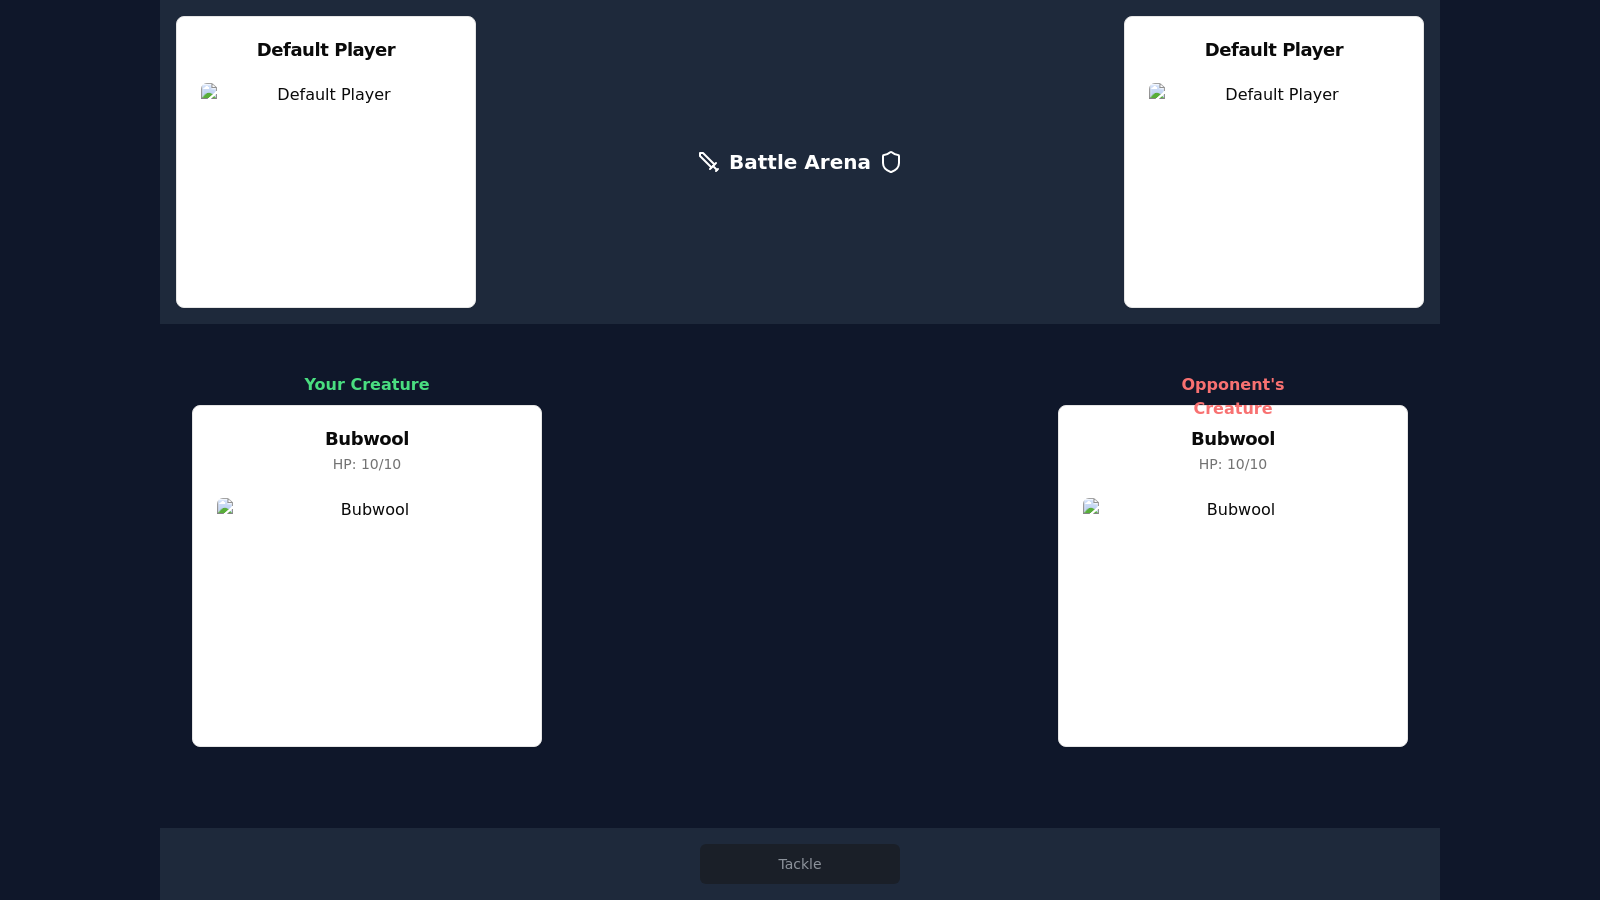 Default Player
Default Player
Default Player
Default Player
Battle Arena
Your Creature
Opponent's
Creature
Bubwool
HP: 10/10
Bubwool
Bubwool
HP: 10/10
Bubwool
Tackle